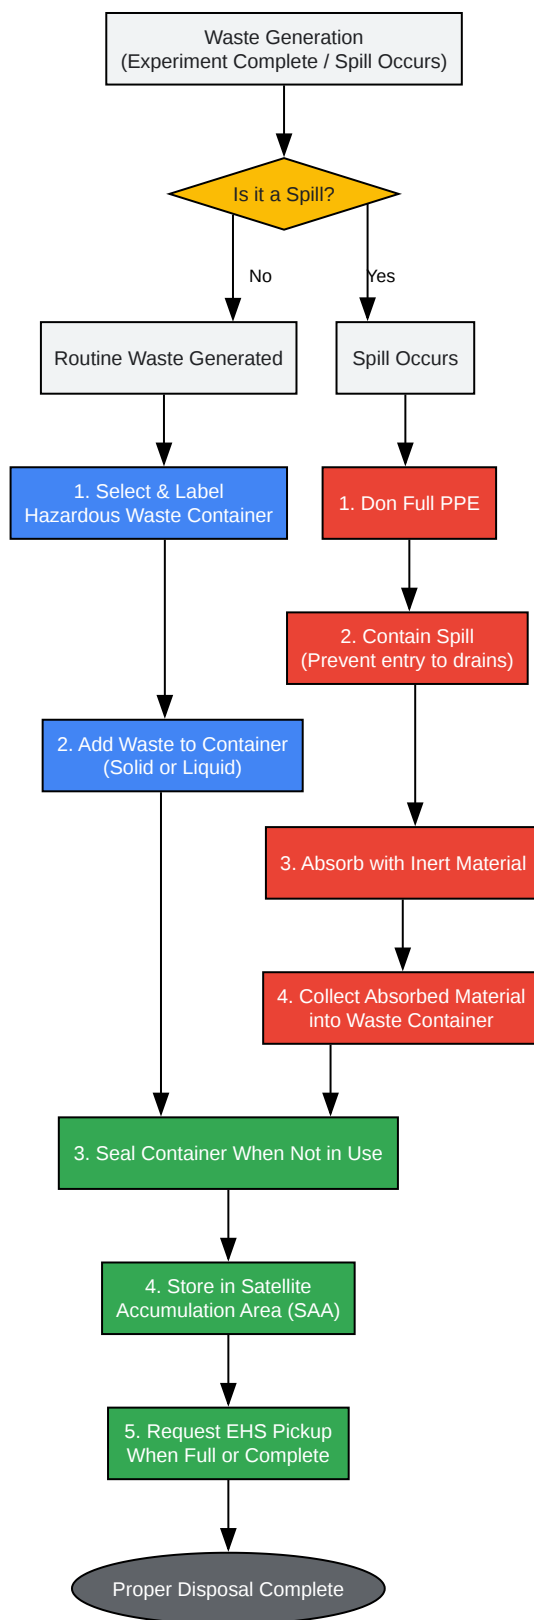 Waste Generation
(Experiment Complete / Spill Occurs)
Is it a Spill?
No
Yes
Routine Waste Generated
Spill Occurs
1. Select & Label
Hazardous Waste Container
1. Don Full PPE
2. Contain Spill
(Prevent entry to drains)
2. Add Waste to Container
(Solid or Liquid)
3. Absorb with Inert Material
4. Collect Absorbed Material
into Waste Container
3. Seal Container When Not in Use
4. Store in Satellite
Accumulation Area (SAA)
5. Request EHS Pickup
When Full or Complete
Proper Disposal Complete